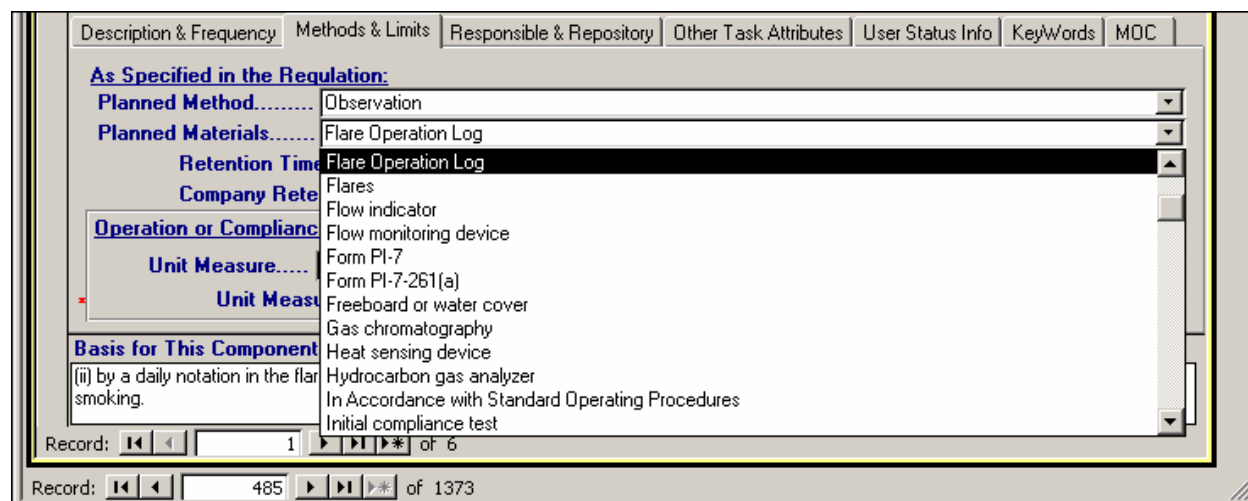 Description & Frequency Methods & Limits Responsible & Repository Other Task Attributes User Status Info KeyWords MOC
As Specified in the Regulation:
Planned Method......... Observation
Planned Materials....... Flare Operation Log
Retention Time Flare Operation Log
Flares
Company Rete
Flow indicator
Operation or Complianc Flow monitoring device
Form PI-7
Unit Measure.....
Form PI-7-261(a)
* Unit Measu Freeboard or water cover
Gas chromatography
Basis for This Component Heat sensing device
(ii) by a daily notation in the flar Hydrocarbon gas analyzer
smoking. In Accordance with Standard Operating Procedures
Initial compliance test
Record: 1 of 6
Record: 485 of 1373